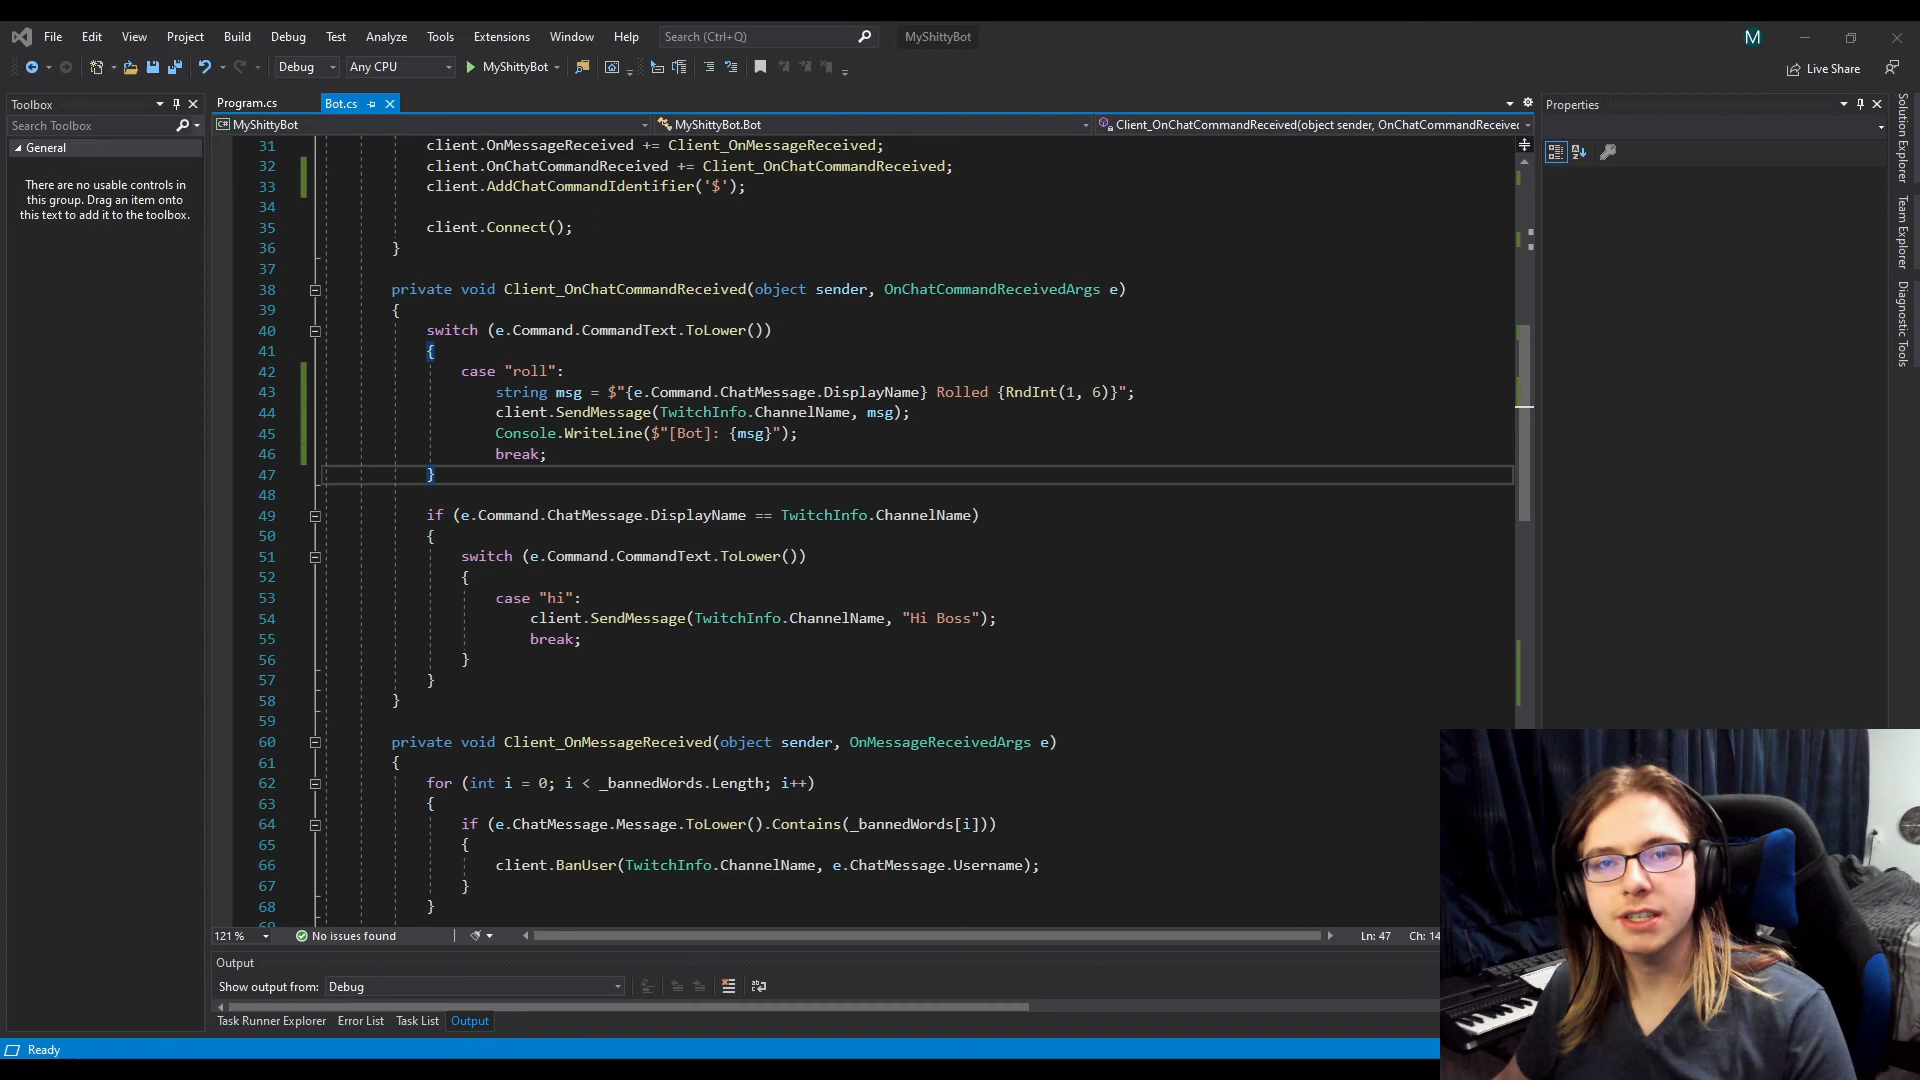 File Edit View Project Build Debug Test Analyze Tools Extensions Window Help Search (Ctrl+Q) MyShittyBot M
Debug Any CPU MyShittyBot Live Share
Toolbox Program.cs Bot.cs Properties
Search Toolbox MyShittyBot MyShittyBot.Bot Client_OnChatCommandReceived(object sender, OnChatCommandReceive
General
There are no usable controls in
this group. Drag an item onto
this text to add it to the toolbox.
Solution Explorer
Team Explorer
Diagnostic Tools
31 client.OnMessageReceived += Client_OnMessageReceived;
32 client.OnChatCommandReceived += Client_OnChatCommandReceived;
33 client.AddChatCommandIdentifier('$');
34
35 client.Connect();
36 }
37
38 private void Client_OnChatCommandReceived(object sender, OnChatCommandReceivedArgs e)
39 {
40 switch (e.Command.CommandText.ToLower())
41 {
42 case "roll":
43 string msg = $"{e.Command.ChatMessage.DisplayName} Rolled {RndInt(1, 6)}";
44 client.SendMessage(TwitchInfo.ChannelName, msg);
45 Console.WriteLine($"[Bot]: {msg}");
46 break;
47 }
48
49 if (e.Command.ChatMessage.DisplayName == TwitchInfo.ChannelName)
50 {
51 switch (e.Command.CommandText.ToLower())
52 {
53 case "hi":
54 client.SendMessage(TwitchInfo.ChannelName, "Hi Boss");
55 break;
56 }
57 }
58 }
59
60 private void Client_OnMessageReceived(object sender, OnMessageReceivedArgs e)
61 {
62 for (int i = 0; i < _bannedWords.Length; i++)
63 {
64 if (e.ChatMessage.Message.ToLower().Contains(_bannedWords[i]))
65 {
66 client.BanUser(TwitchInfo.ChannelName, e.ChatMessage.Username);
67 }
68 }
121 % No issues found Ln: 47 Ch: 14
Output
Show output from: Debug
Task Runner Explorer Error List Task List Output
Ready